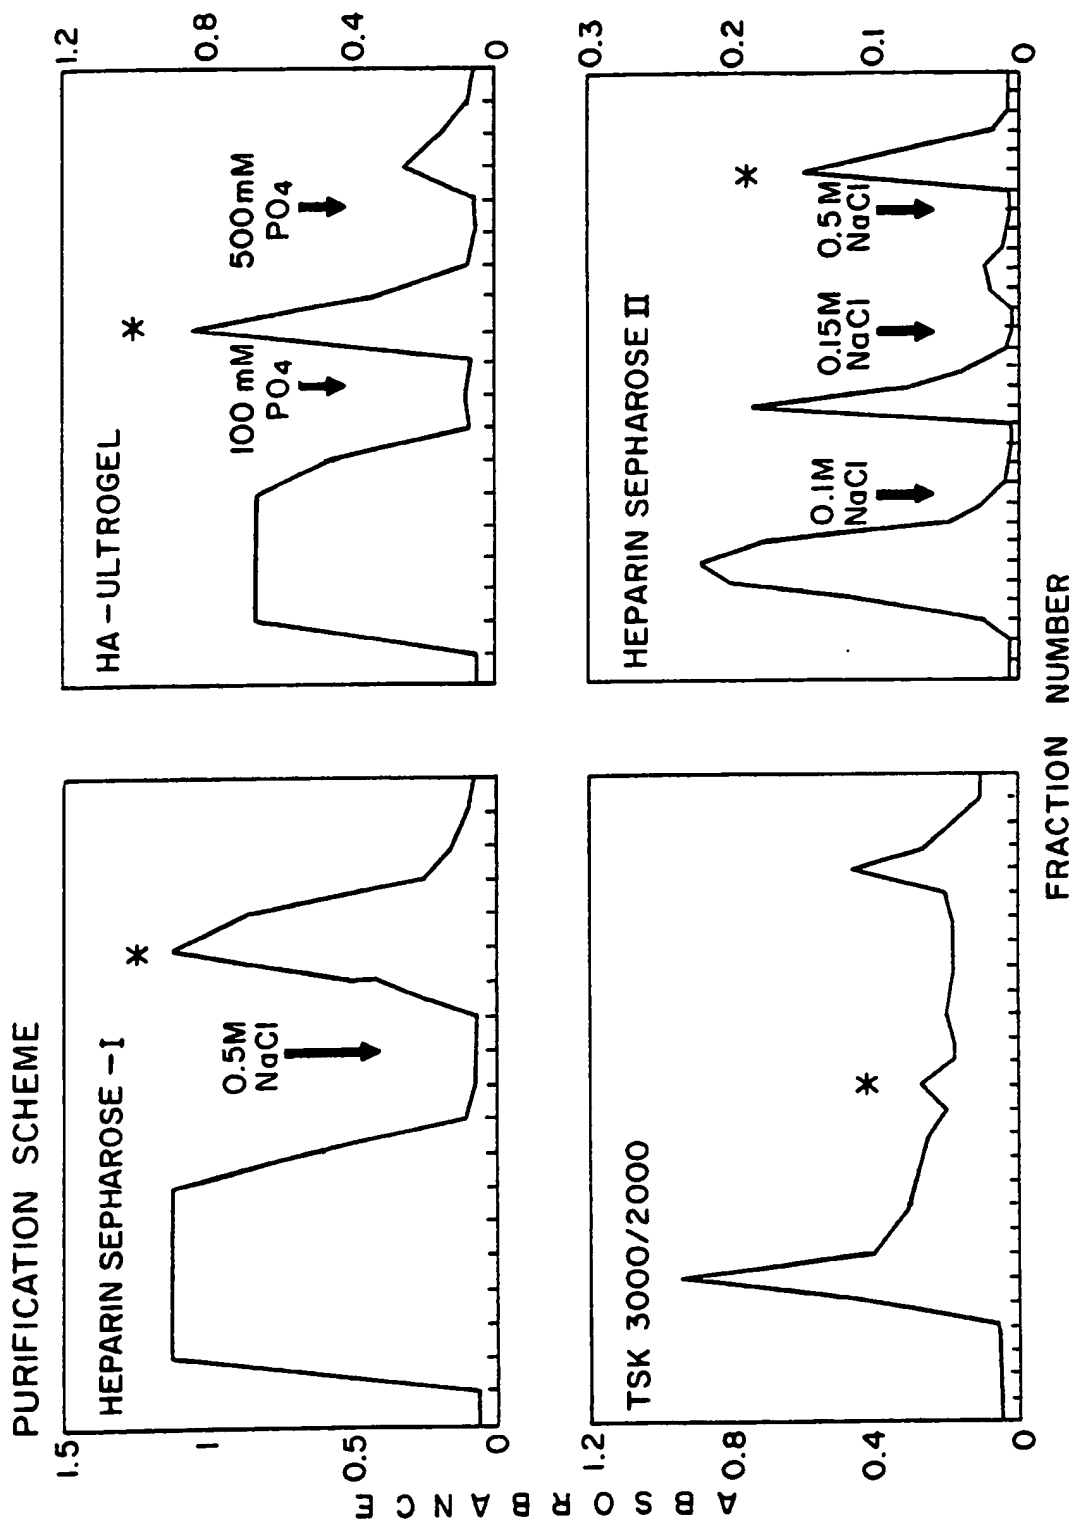 PURIFICATION SCHEME
HEPARIN SEPHAROSE-I
0.5M
NaCl
1.5
1
0.5
0
HA-ULTROGEL
100 mM
PO4
*
500mM
PO4
1.2
0.8
0.4
0
*
TSK 3000/2000
*
1.2
0.8
0.4
0
HEPARIN SEPHAROSE II
0.1M
NaCl
0.15M
NaCl
0.5M
NaCl
*
0.3
0.2
0.1
0
ABSORBANCE
FRACTION NUMBER